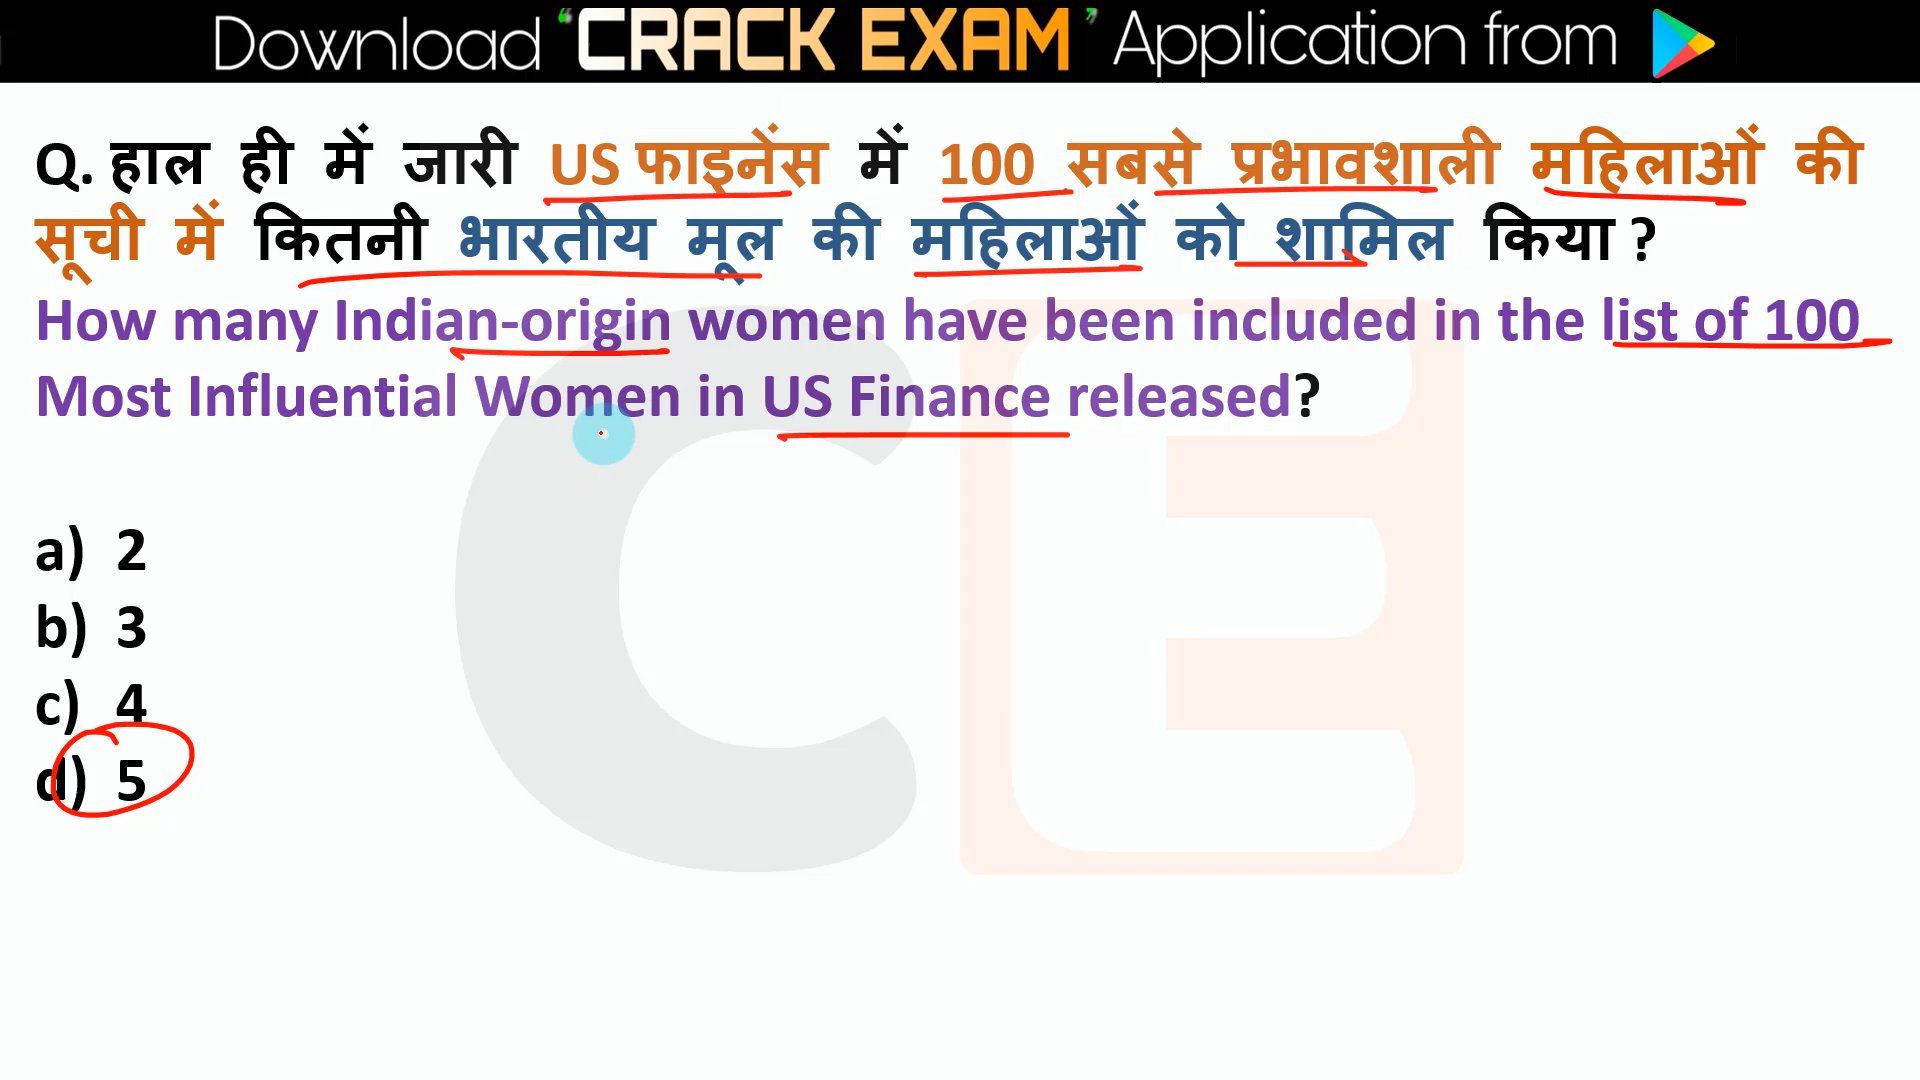 Download ‘CRACK EXAM’ Application from
Q. हाल ही में जारी US फाइनेंस में 100 सबसे प्रभावशाली महिलाओं की
सूची में कितनी भारतीय मूल की महिलाओं को शामिल किया ?
How many Indian-origin women have been included in the list of 100
Most Influential Women in US Finance released?
a) 2
b) 3
c) 4
d) 5
CE